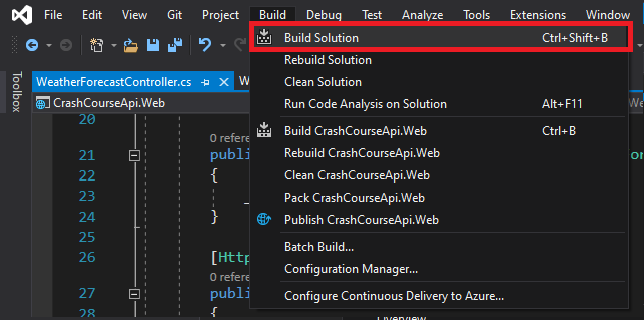 File Edit View Git Project Build Debug Test Analyze Tools Extensions Window
Build Solution Ctrl+Shift+B
Rebuild Solution
Clean Solution
Run Code Analysis on Solution Alt+F11
Build CrashCourseApi.Web Ctrl+B
Rebuild CrashCourseApi.Web
Clean CrashCourseApi.Web
Pack CrashCourseApi.Web
Publish CrashCourseApi.Web
Batch Build...
Configuration Manager...
Configure Continuous Delivery to Azure...
Toolbox
WeatherForecastController.cs
CrashCourseApi.Web
20
0 refere
21 publi
22 {
23
24 }
25
26 [Http
0 refere
27 publi
28 {
Overview